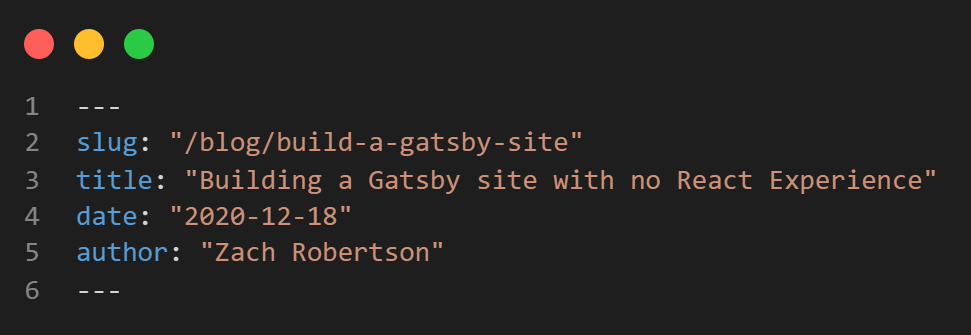 1 ---
2 slug: "/blog/build-a-gatsby-site"
3 title: "Building a Gatsby site with no React Experience"
4 date: "2020-12-18"
5 author: "Zach Robertson"
6 ---